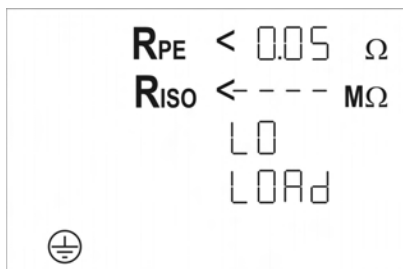 RPE < 0.05 Ω
RISO <---- MΩ
LO
LOAd